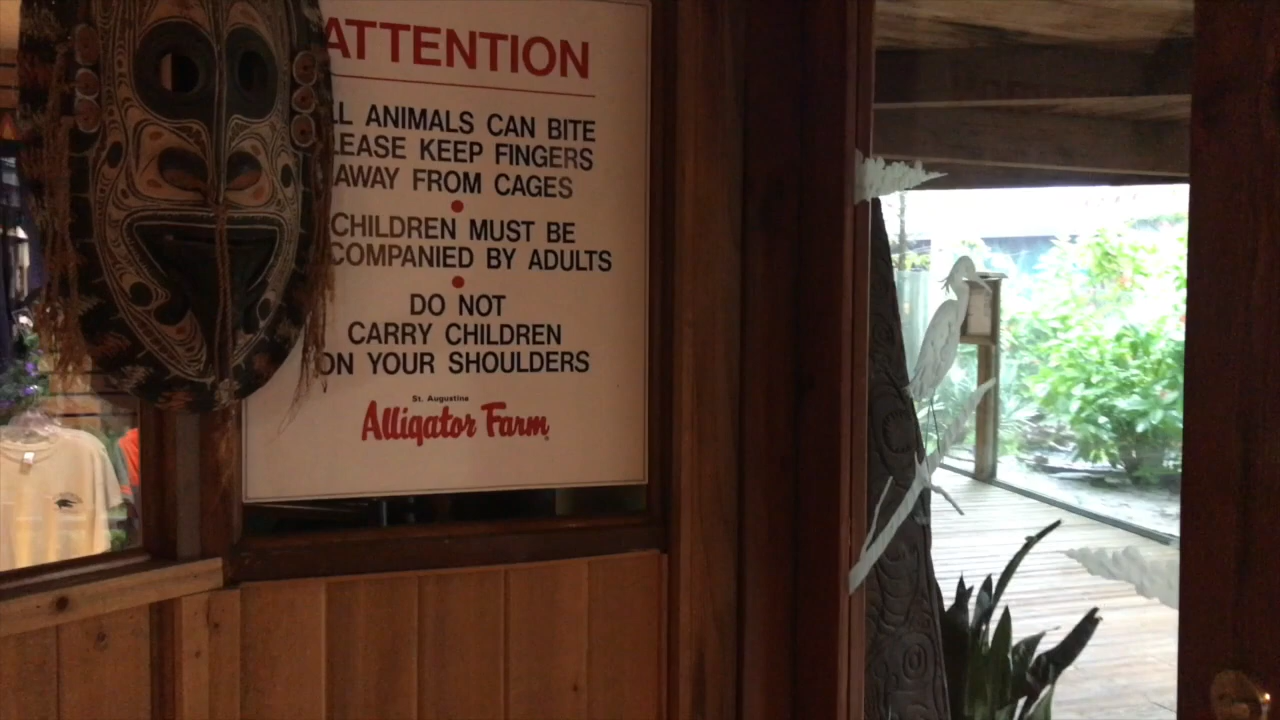 ATTENTION
LL ANIMALS CAN BITE
LEASE KEEP FINGERS
AWAY FROM CAGES
CHILDREN MUST BE
COMPANIED BY ADULTS
DO NOT
CARRY CHILDREN
ON YOUR SHOULDERS
St. Augustine
Alligator Farm